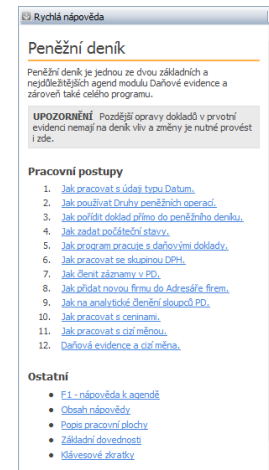 Rychlá nápověda
Peněžní deník
Peněžní deník je jednou ze dvou základních a
nejdůležitějších agend modulu Daňové evidence a
zároveň také celého programu.
UPOZORNĚNÍ Pozdější opravy dokladů v prvotní
evidenci nemají na deník vliv a změny je nutné provést
i zde.
Pracovní postupy
1. Jak pracovat s údaji typu Datum.
2. Jak používat Druhy peněžních operací.
3. Jak pořídit doklad přímo do peněžního deníku.
4. Jak zadat počáteční stavy.
5. Jak program pracuje s daňovými doklady.
6. Jak pracovat se skupinou DPH.
7. Jak členit záznamy v PD.
8. Jak přidat novou firmu do Adresáře firem.
9. Jak na analytické členění sloupců PD.
10. Jak pracovat s ceninami.
11. Jak pracovat s cizí měnou.
12. Daňová evidence a cizí měna.
Ostatní
• F1 - nápověda k agendě
• Obsah nápovědy
• Popis pracovní plochy
• Základní dovednosti
• Klávesové zkratky